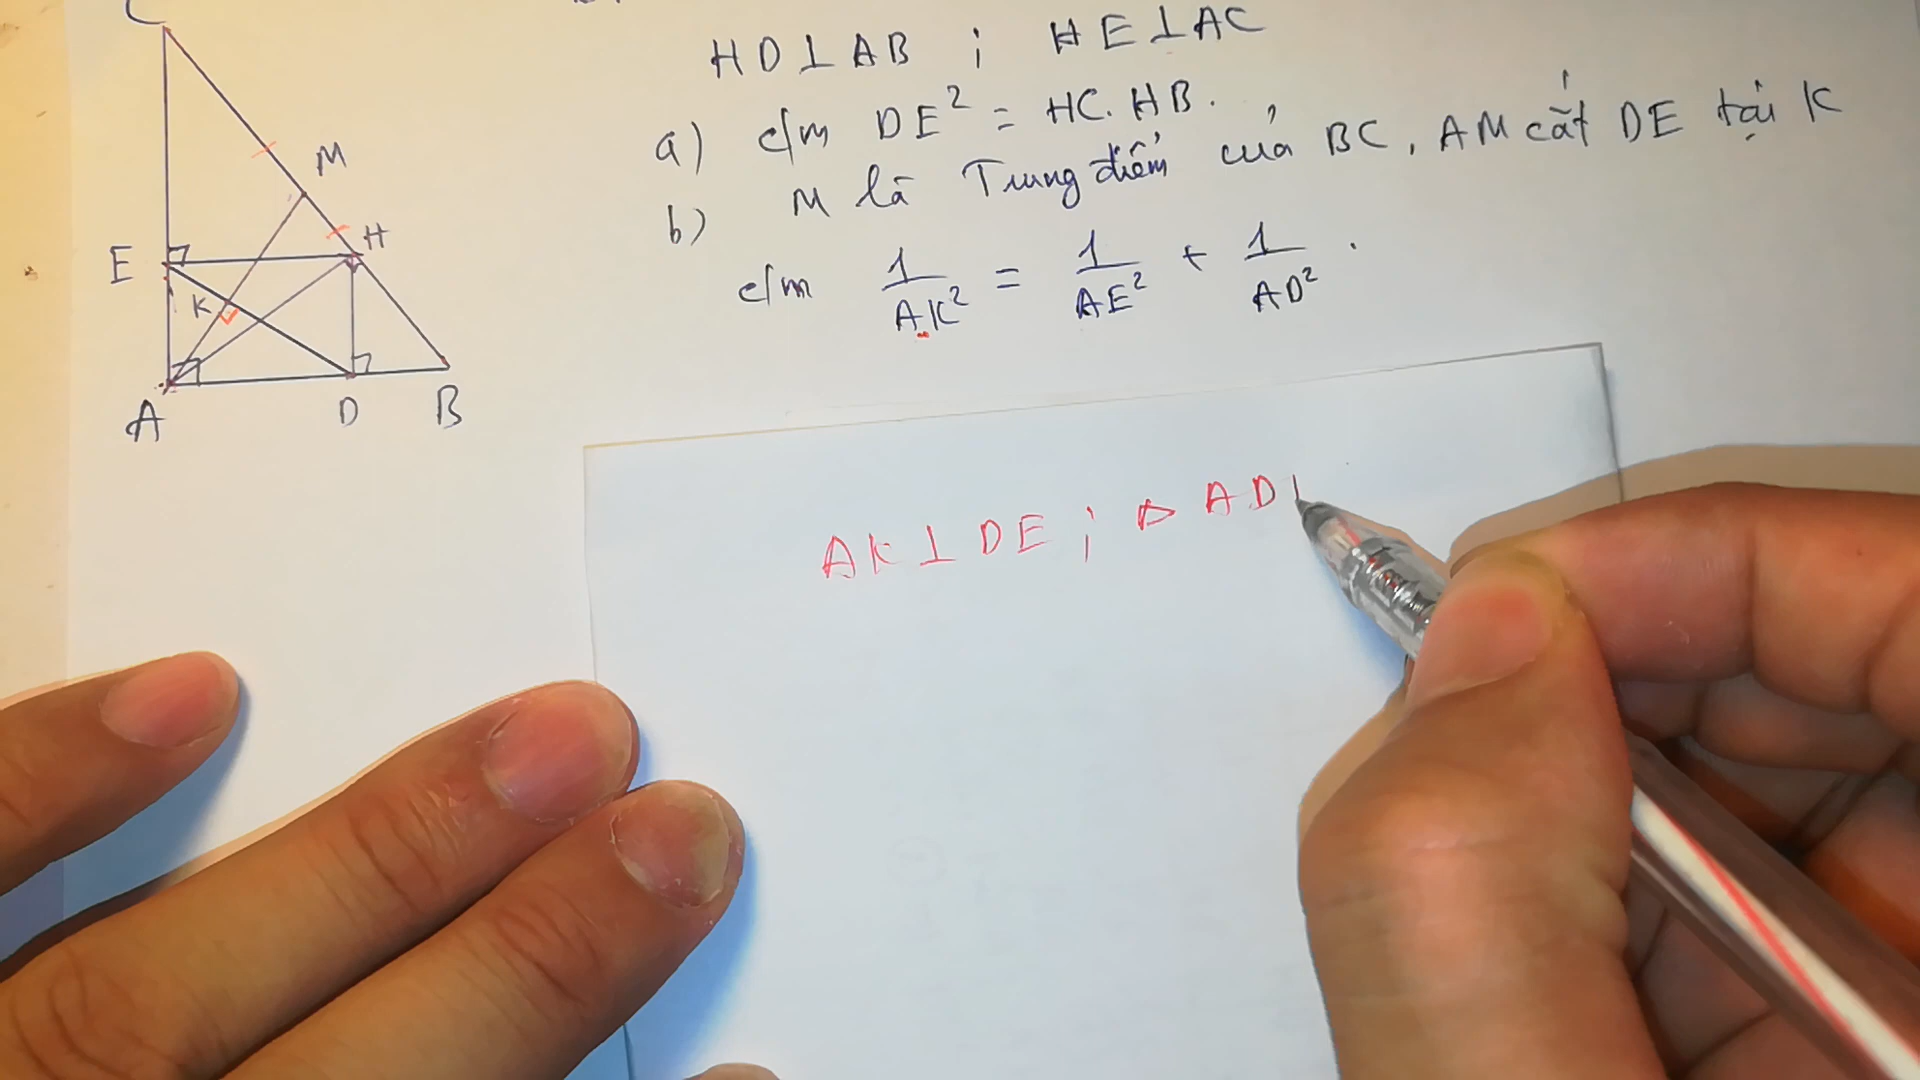 HD ⊥ AB ; HE ⊥ AC
a) c/m DE² = HC.HB.
b) M là Trung điểm của BC, AM cắt DE tại K
c/m 1/AK² = 1/AE² + 1/AD².
C
M
H
E
K
A
D
B
AK ⊥ DE ; △ AD